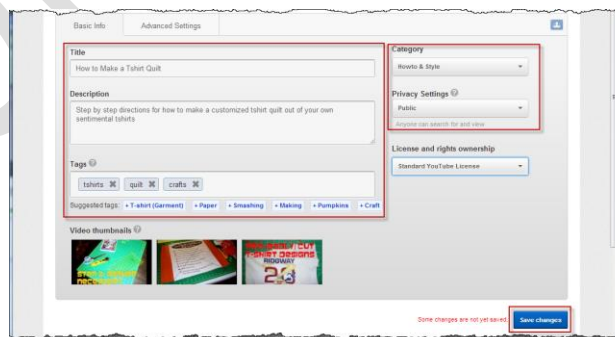 Basic Info
Advanced Settings
Title
How to Make a Tshirt Quilt
Description
Step by step directions for how to make a customized tshirt quilt out of your own
sentimental tshirts
Tags
tshirts
quilt
crafts
Suggested tags: + T-shirt (Garment) + Paper + Smashing + Making + Pumpkins + Craft
Video thumbnails
T-SHIRT DESIGNS
RIDGWAY
Category
Howto & Style
Privacy Settings
Public
Anyone can search for and view
License and rights ownership
Standard YouTube License
Some changes are not yet saved.
Save changes